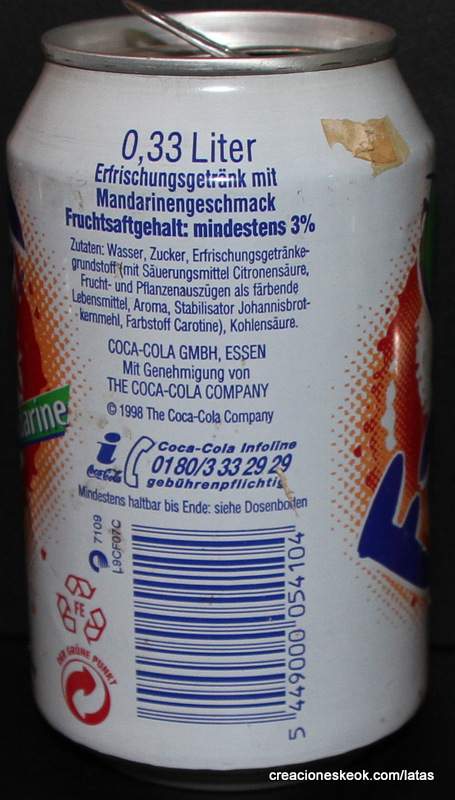 0,33 Liter
Erfrischungsgetränk mit
Mandarinengeschmack
Fruchtsaftgehalt: mindestens 3%
Zutaten: Wasser, Zucker, Erfrischungsgetränke-
grundstoff (mit Säuerungsmittel Citronensäure,
Frucht- und Pflanzenauszügen als färbende
Lebensmittel, Aroma, Stabilisator Johannisbrot-
kernmehl, Farbstoff Carotine), Kohlensäure.
COCA-COLA GMBH, ESSEN
Mit Genehmigung von
THE COCA-COLA COMPANY
© 1998 The Coca-Cola Company
arine
i
Coca-Cola
Coca-Cola Infoline
0180/3 33 29 29
gebührenpflichtig
Mindestens haltbar bis Ende: siehe Dosenboden
7109
L9CF07C
FE
DER GRÜNE PUNKT
5 449000 054104
creacioneskeok.com/latas